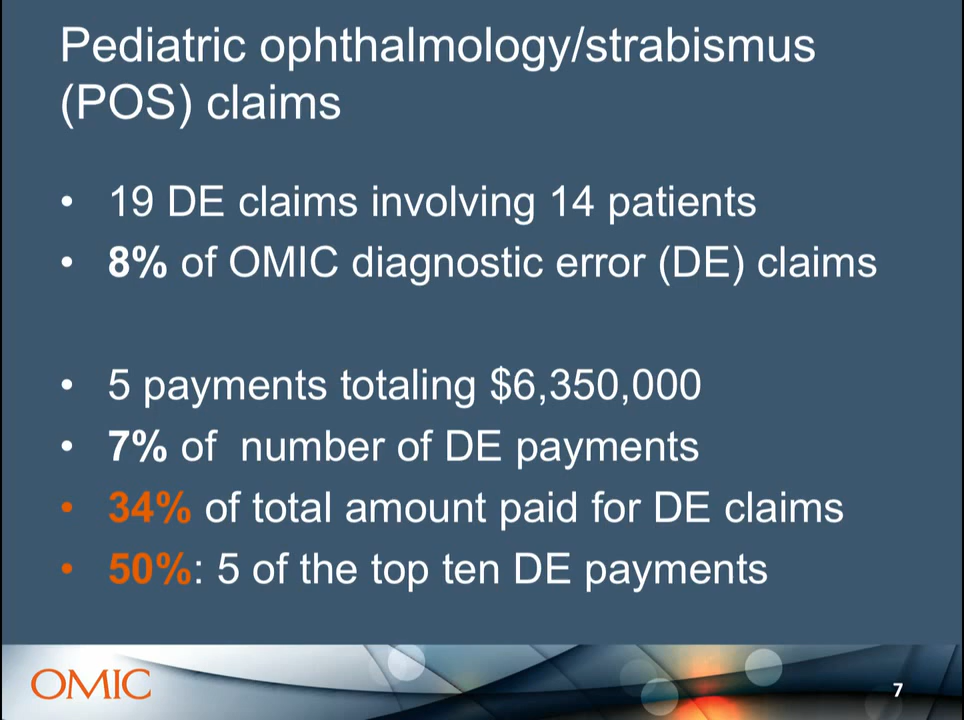 Pediatric ophthalmology/strabismus
(POS) claims
• 19 DE claims involving 14 patients
• 8% of OMIC diagnostic error (DE) claims
• 5 payments totaling $6,350,000
• 7% of  number of DE payments
• 34% of total amount paid for DE claims
• 50%: 5 of the top ten DE payments
OMIC
7